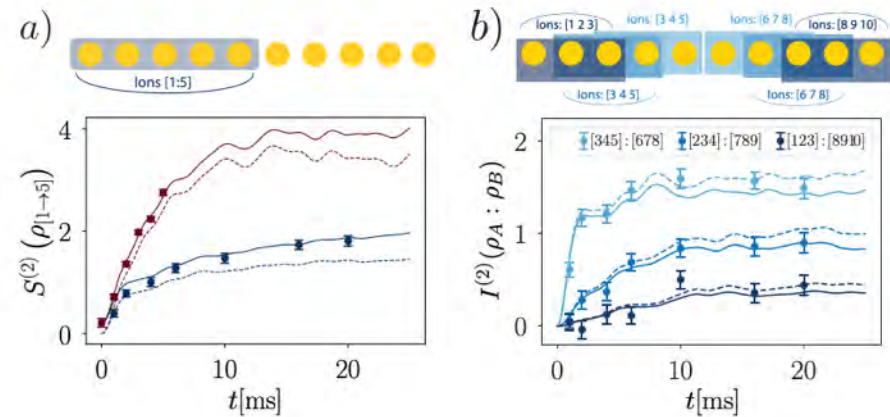 a)
Ions [1:5]
S^(2) (ρ_[1→5])
4
2
0
0 10 20
t[ms]
b)
Ions: [1 2 3]
[3 4 5]
[6 7 8]
Ions: [8 9 10]
Ions: [3 4 5]
Ions: [6 7 8]
[345]:[678] [234]:[789] [123]:[8910]
I^(2)(ρ_A : ρ_B)
2
1
0
0 10 20
t[ms]